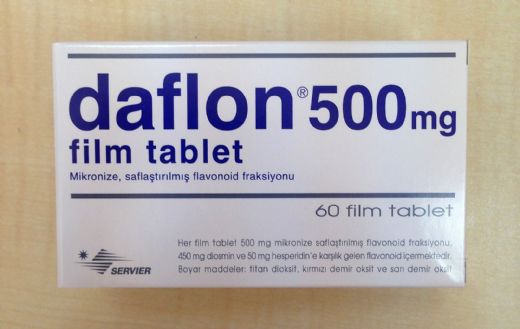 daflon® 500 mg
film tablet
Mikronize, saflaştırılmış flavonoid fraksiyonu
60 film tablet
Her film tablet 500 mg mikronize saflaştırılmış flavonoid fraksiyonu,
450 mg diosmin ve 50 mg hesperidin'e karşılık gelen flavonoid içermektedir.
Boyar maddeler: titan dioksit, kırmızı demir oksit ve sarı demir oksit
SERVIER